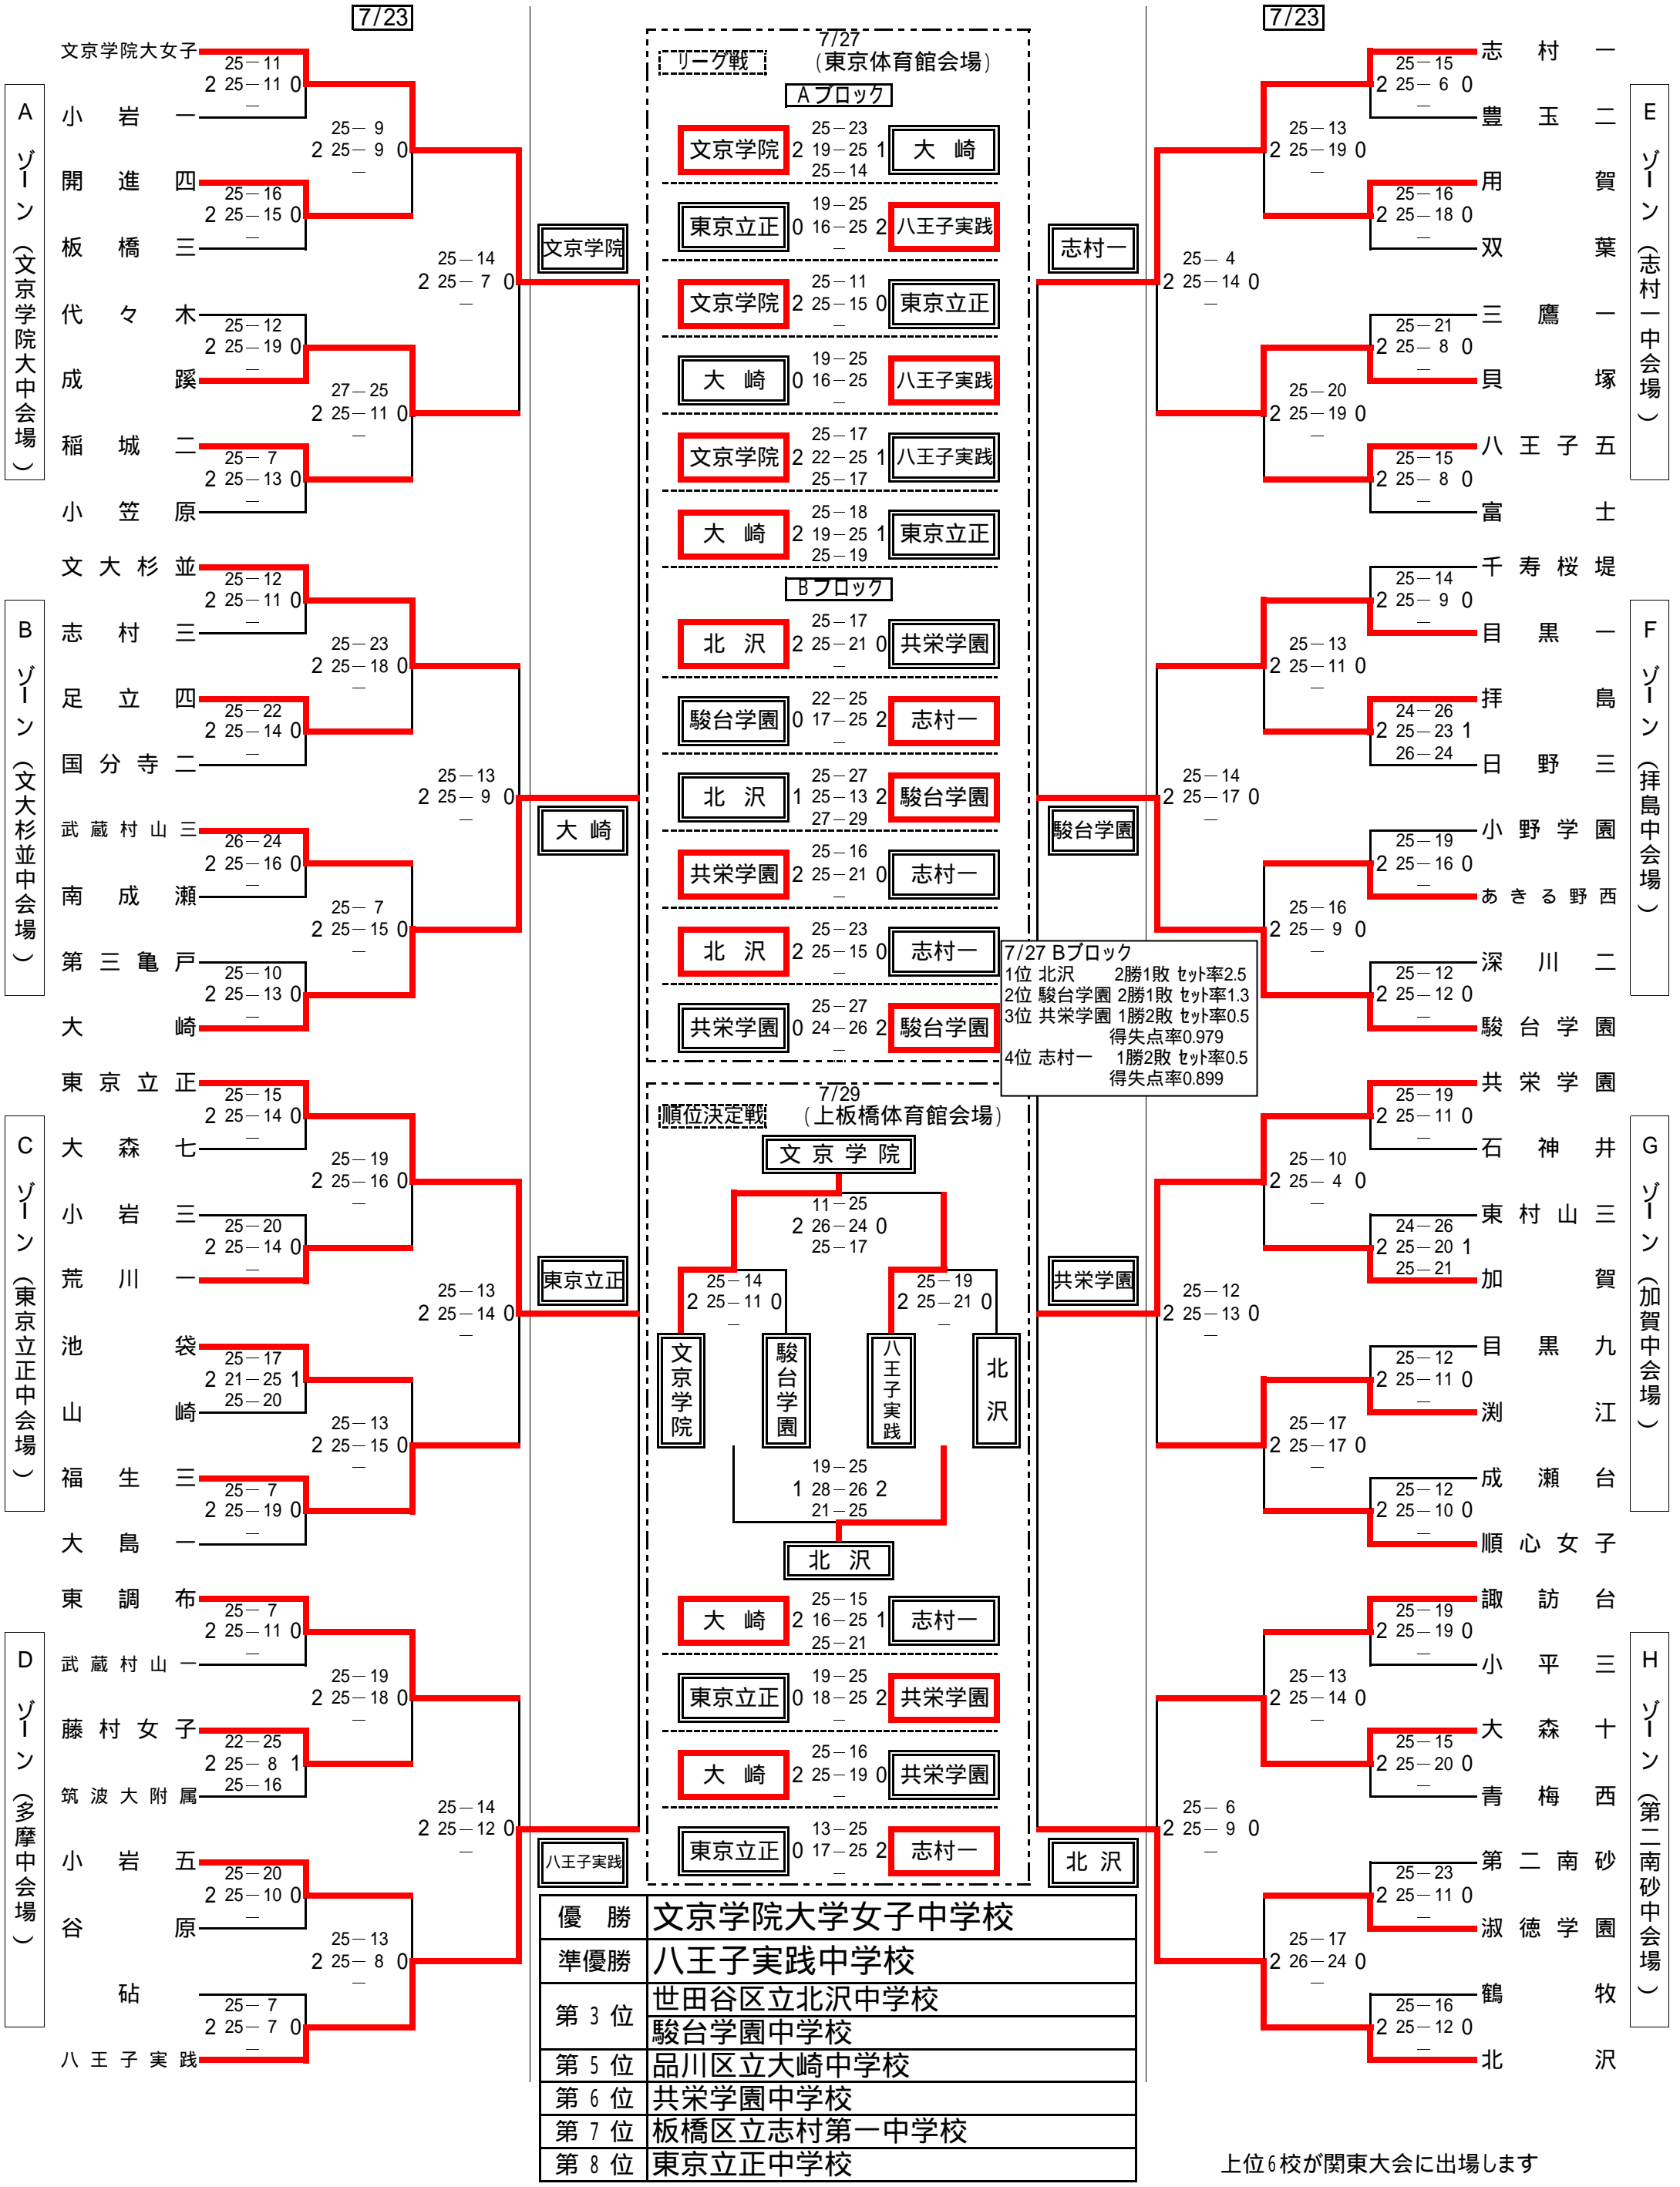 7/23
文京学院大女子
25－11
2 25－11 0
－
小岩一
25－9
2 25－9 0
－
開進四
25－16
2 25－15 0
－
板橋三
A ゾーン (文京学院大中会場)
25－14
2 25－7 0
－
代々木
25－12
2 25－19 0
－
成蹊
27－25
2 25－11 0
－
稲城二
25－7
2 25－13 0
－
小笠原
文京学院
文大杉並
25－12
2 25－11 0
－
志村三
25－23
2 25－18 0
－
足立四
25－22
2 25－14 0
－
国分寺二
B ゾーン (文大杉並中会場)
25－13
2 25－9 0
－
武蔵村山三
26－24
2 25－16 0
－
南成瀬
25－7
2 25－15 0
－
第三亀戸
25－10
2 25－13 0
－
大崎
大崎
東京立正
25－15
2 25－14 0
－
大森七
25－19
2 25－16 0
－
小岩三
25－20
2 25－14 0
－
荒川一
C ゾーン (東京立正中会場)
25－13
2 25－14 0
－
池袋
25－17
2 21－25 1
25－20
山崎
25－13
2 25－15 0
－
福生三
25－7
2 25－19 0
－
大島一
東京立正
東調布
25－7
2 25－11 0
－
武蔵村山一
25－19
2 25－18 0
－
藤村女子
22－25
2 25－8 1
25－16
筑波大附属
D ゾーン (多摩中会場)
25－14
2 25－12 0
－
小岩五
25－20
2 25－10 0
－
谷原
25－13
2 25－8 0
－
砧
25－7
2 25－7 0
－
八王子実践
八王子実践
7/27
リーグ戦 (東京体育館会場)
Aブロック
25－23
文京学院 2 19－25 1 大崎
25－14
19－25
東京立正 0 16－25 2 八王子実践
－
25－11
文京学院 2 25－15 0 東京立正
－
19－25
大崎 0 16－25 八王子実践
－
25－17
文京学院 2 22－25 1 八王子実践
25－17
25－18
大崎 2 19－25 1 東京立正
25－19
Bブロック
25－17
北沢 2 25－21 0 共栄学園
－
22－25
駿台学園 0 17－25 2 志村一
－
25－27
北沢 1 25－13 2 駿台学園
27－29
25－16
共栄学園 2 25－21 0 志村一
－
25－23
北沢 2 25－15 0 志村一
－
25－27
共栄学園 0 24－26 2 駿台学園
－
7/27 Bブロック
1位 北沢 2勝1敗 セット率2.5
2位 駿台学園 2勝1敗 セット率1.3
3位 共栄学園 1勝2敗 セット率0.5
得失点率0.979
4位 志村一 1勝2敗 セット率0.5
得失点率0.899
7/29
順位決定戦 (上板橋体育館会場)
文京学院
11－25
2 26－24 0
25－17
25－14
2 25－11 0
－
25－19
2 25－21 0
－
文京学院
駿台学園
八王子実践
北沢
19－25
1 28－26 2
21－25
北沢
25－15
大崎 2 16－25 1 志村一
25－21
19－25
東京立正 0 18－25 2 共栄学園
－
25－16
大崎 2 25－19 0 共栄学園
－
13－25
東京立正 0 17－25 2 志村一
－
優勝 文京学院大学女子中学校
準優勝 八王子実践中学校
第3位 世田谷区立北沢中学校
駿台学園中学校
第5位 品川区立大崎中学校
第6位 共栄学園中学校
第7位 板橋区立志村第一中学校
第8位 東京立正中学校
7/23
志村一
25－15
2 25－6 0
－
豊玉二
25－13
2 25－19 0
－
用賀
25－16
2 25－18 0
－
双葉
E ゾーン (志村一中会場)
志村一
25－4
2 25－14 0
－
三鷹一
25－21
2 25－8 0
－
貝塚
25－20
2 25－19 0
－
八王子五
25－15
2 25－8 0
－
富士
千寿桜堤
25－14
2 25－9 0
－
目黒一
25－13
2 25－11 0
－
拝島
24－26
2 25－23 1
26－24
日野三
F ゾーン (拝島中会場)
駿台学園
25－14
2 25－17 0
－
小野学園
25－19
2 25－16 0
－
あきる野西
25－16
2 25－9 0
－
深川二
25－12
2 25－12 0
－
駿台学園
共栄学園
25－19
2 25－11 0
－
石神井
25－10
2 25－4 0
－
東村山三
24－26
2 25－20 1
25－21
加賀
G ゾーン (加賀中会場)
共栄学園
25－12
2 25－13 0
－
目黒九
25－12
2 25－11 0
－
渕江
25－17
2 25－17 0
－
成瀬台
25－12
2 25－10 0
－
順心女子
諏訪台
25－19
2 25－19 0
－
小平三
25－13
2 25－14 0
－
大森十
25－15
2 25－20 0
－
青梅西
H ゾーン (第二南砂中会場)
北沢
25－6
2 25－9 0
－
第二南砂
25－23
2 25－11 0
－
淑徳学園
25－17
2 26－24 0
－
鶴牧
25－16
2 25－12 0
－
北沢
上位6校が関東大会に出場します